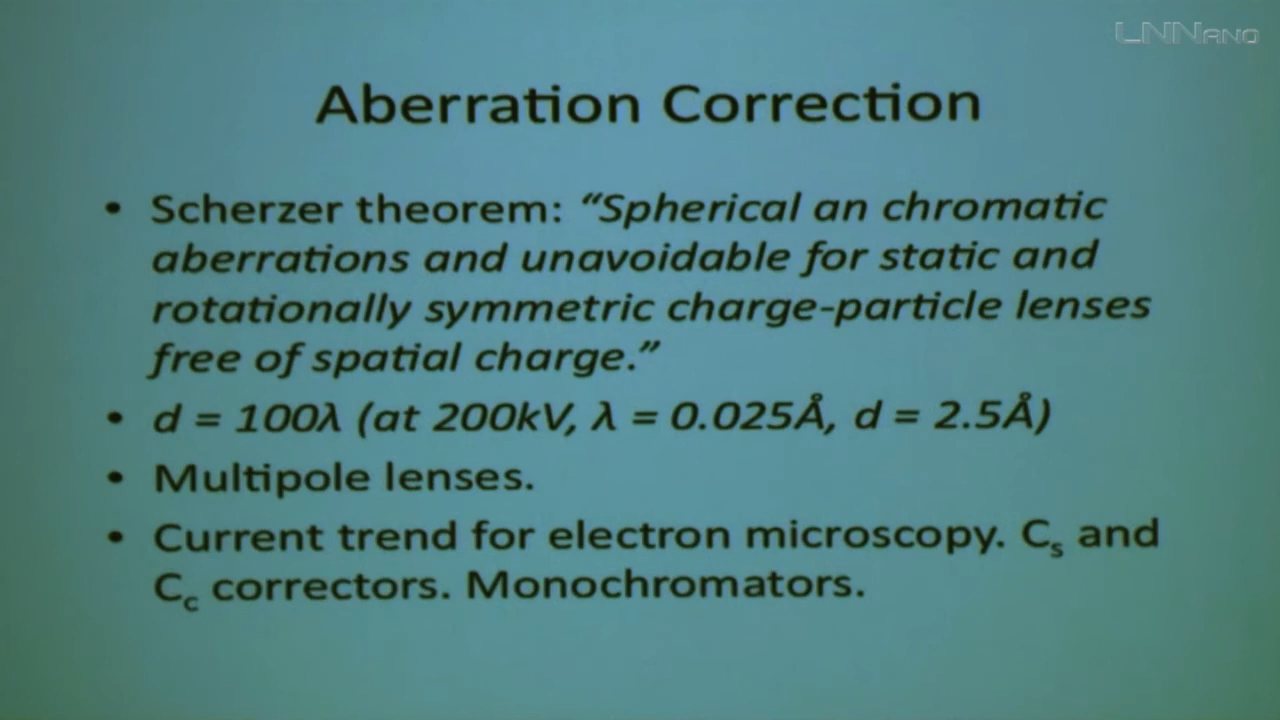 LNNano
Aberration Correction
• Scherzer theorem: “Spherical an chromatic
aberrations and unavoidable for static and
rotationally symmetric charge-particle lenses
free of spatial charge.”
• d = 100λ (at 200kV, λ = 0.025Å, d = 2.5Å)
• Multipole lenses.
• Current trend for electron microscopy. Cs and
Cc correctors. Monochromators.